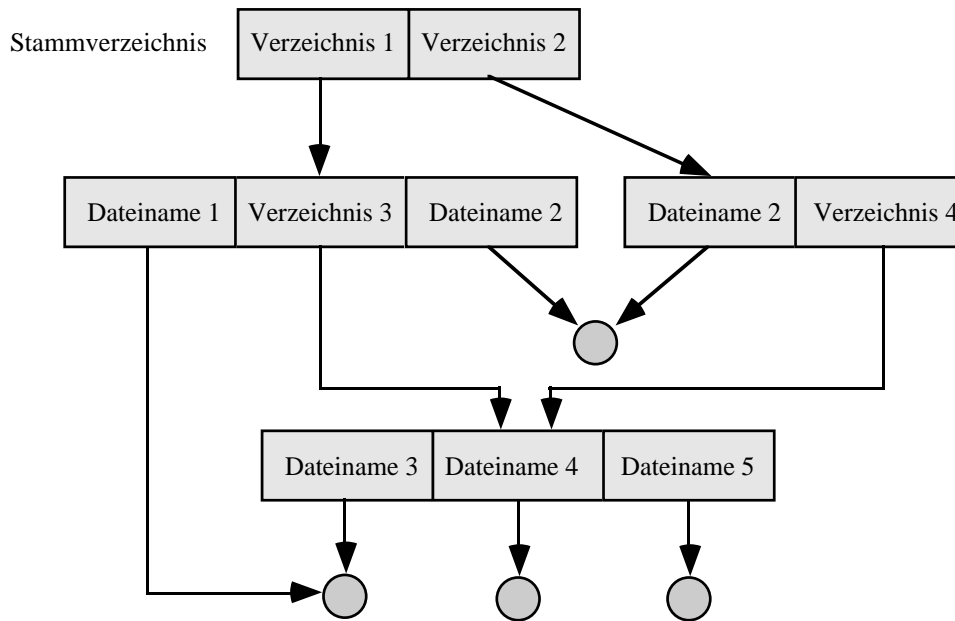 Stammverzeichnis Verzeichnis 1 Verzeichnis 2
Dateiname 1 Verzeichnis 3 Dateiname 2 Dateiname 2 Verzeichnis 4
Dateiname 3 Dateiname 4 Dateiname 5